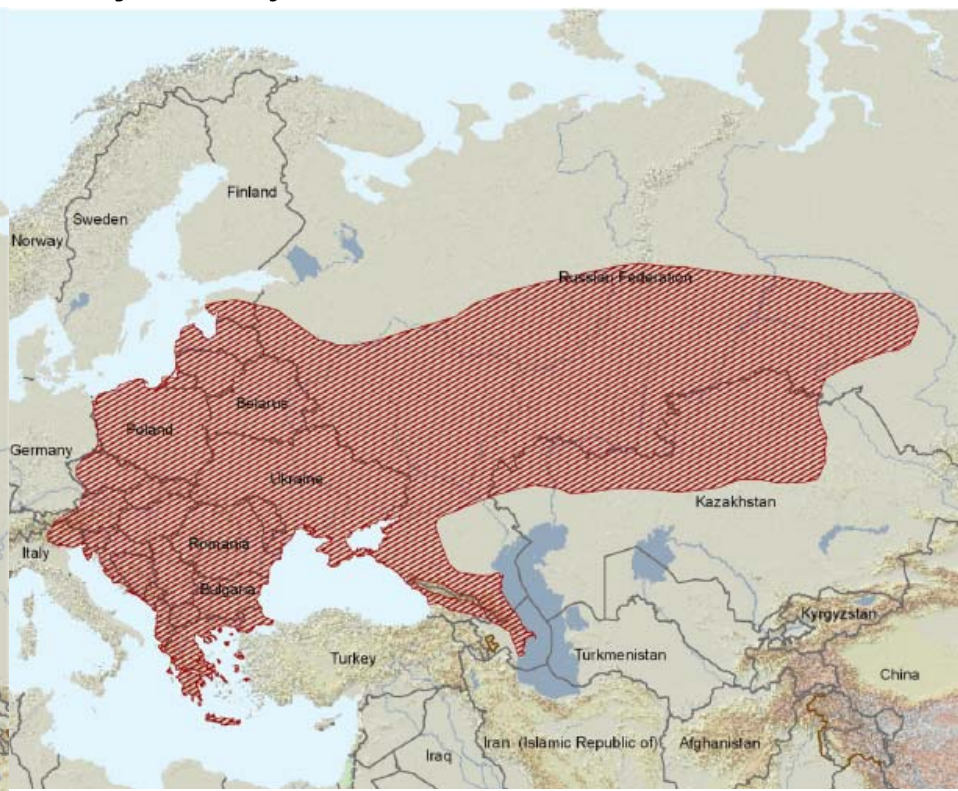 Finland
Sweden
Norway
Russian Federation
Belarus
Poland
Germany
Ukraine
Kazakhstan
Romania
Italy
Bulgaria
Kyrgyzstan
Turkey
Turkmenistan
China
Iran (Islamic Republic of)
Afghanistan
Iraq